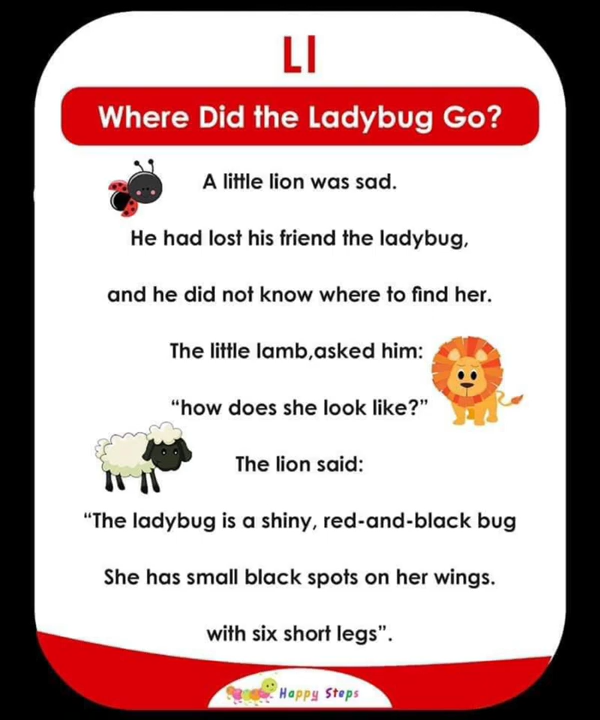 Ll
Where Did the Ladybug Go?
A little lion was sad.
He had lost his friend the ladybug,
and he did not know where to find her.
The little lamb,asked him:
“how does she look like?”
The lion said:
“The ladybug is a shiny, red-and-black bug
She has small black spots on her wings.
with six short legs”.
Happy Steps